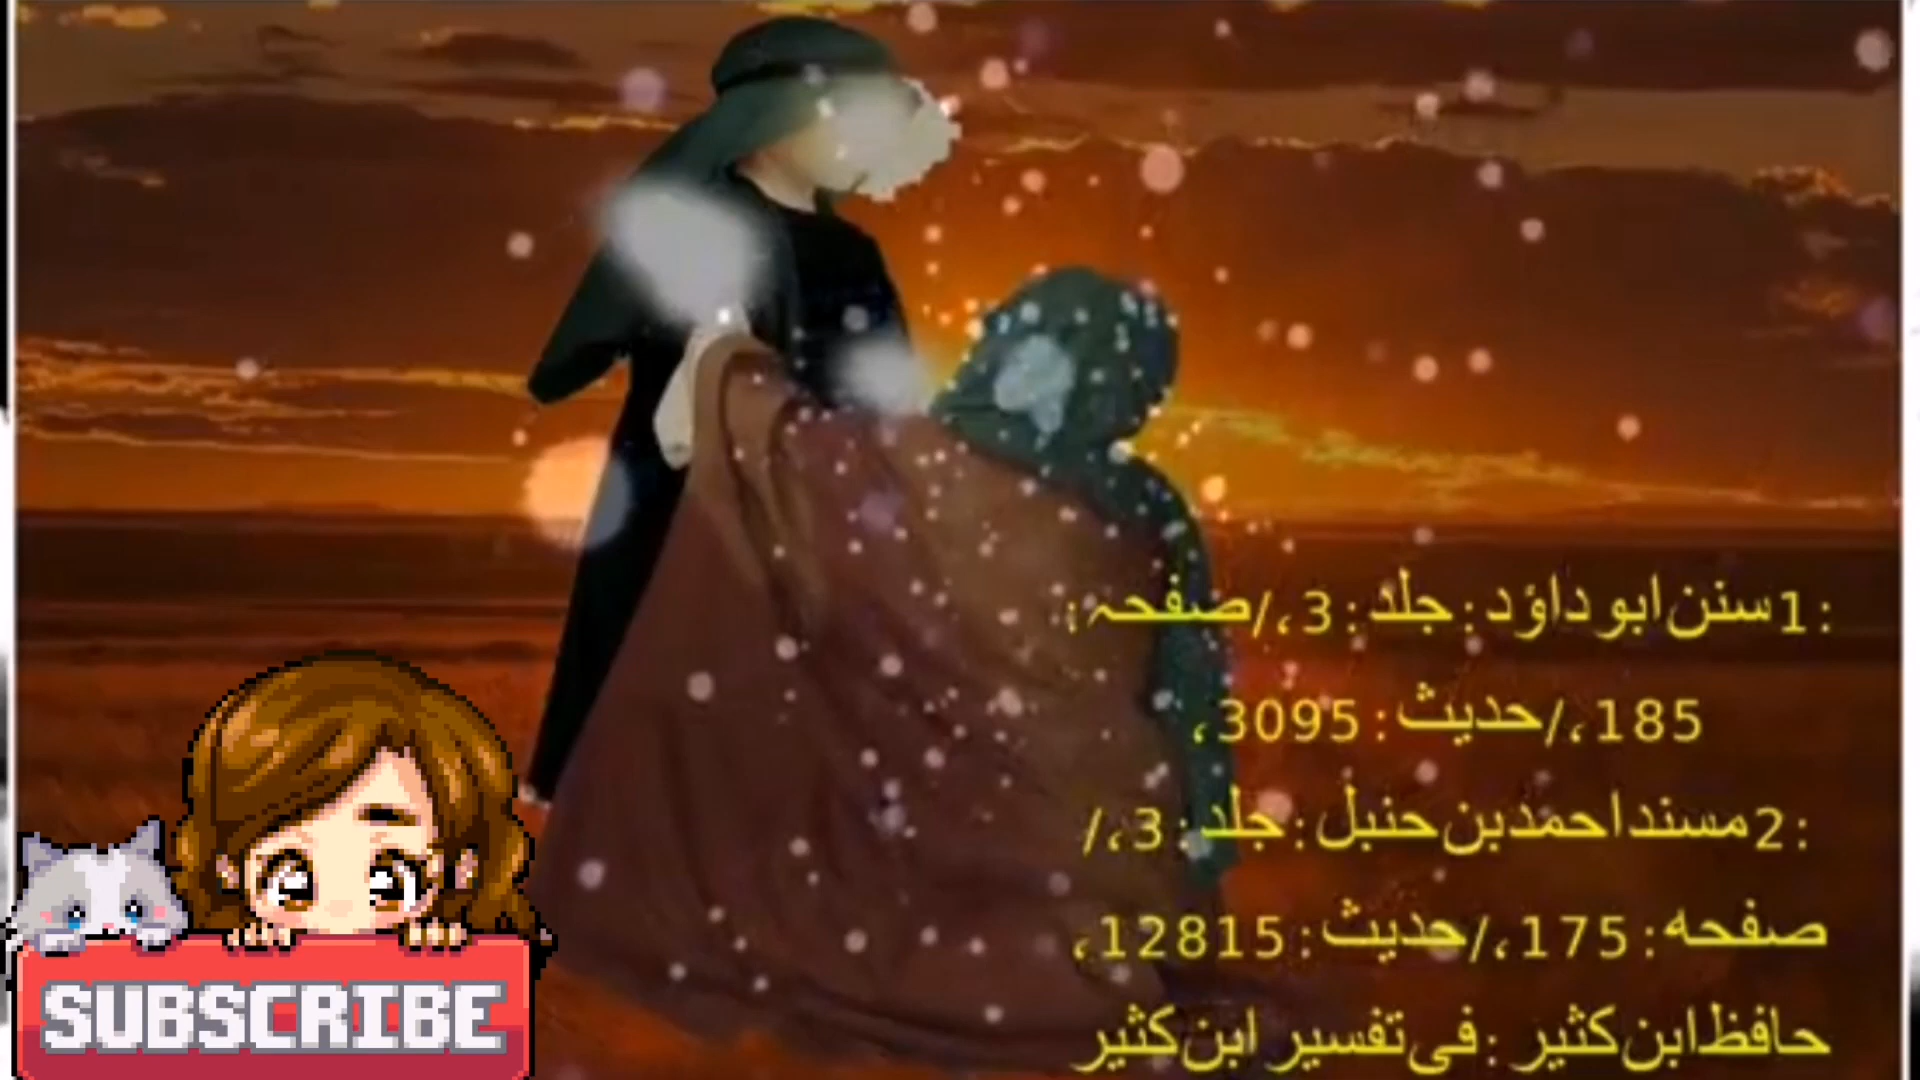 1: سنن ابو داؤد: جلد: 3،/ صفحہ:
185،/ حدیث: 3095،
2: مسند احمد بن حنبل: جلد: 3،/
صفحه: 175،/ حدیث: 12815،
حافظ ابن کثیر: فی تفسیر ابن کثیر
SUBSCRIBE